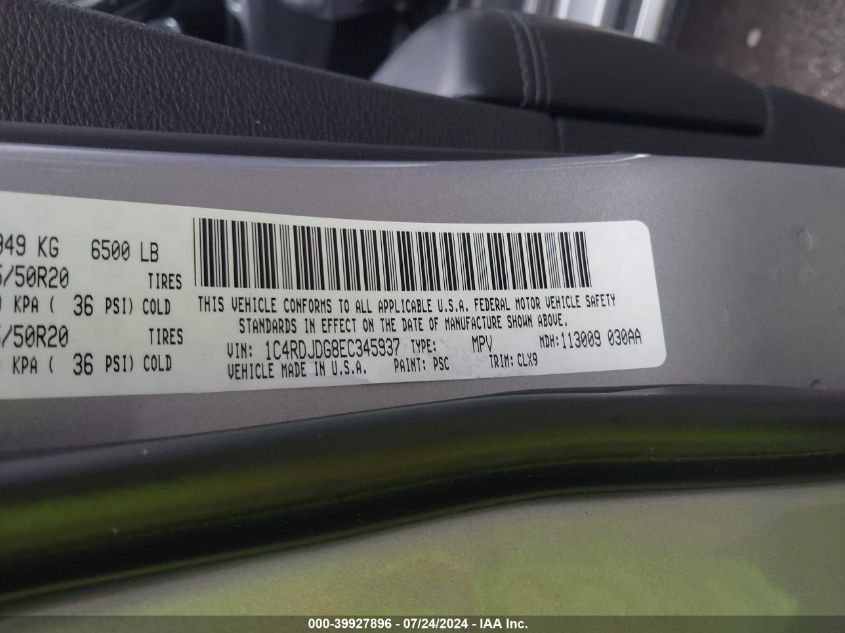 949 KG 6500 LB
/50R20 TIRES
KPA ( 36 PSI) COLD
/50R20 TIRES
KPA ( 36 PSI) COLD
THIS VEHICLE CONFORMS TO ALL APPLICABLE U.S.A. FEDERAL MOTOR VEHICLE SAFETY
STANDARDS IN EFFECT ON THE DATE OF MANUFACTURE SHOWN ABOVE.
VIN: 1C4RDJDG8EC345937 TYPE: MPV MDH: 113009 030AA
VEHICLE MADE IN U.S.A. PAINT: PSC TRIM: CLX9
000-39927896 - 07/24/2024 - IAA Inc.